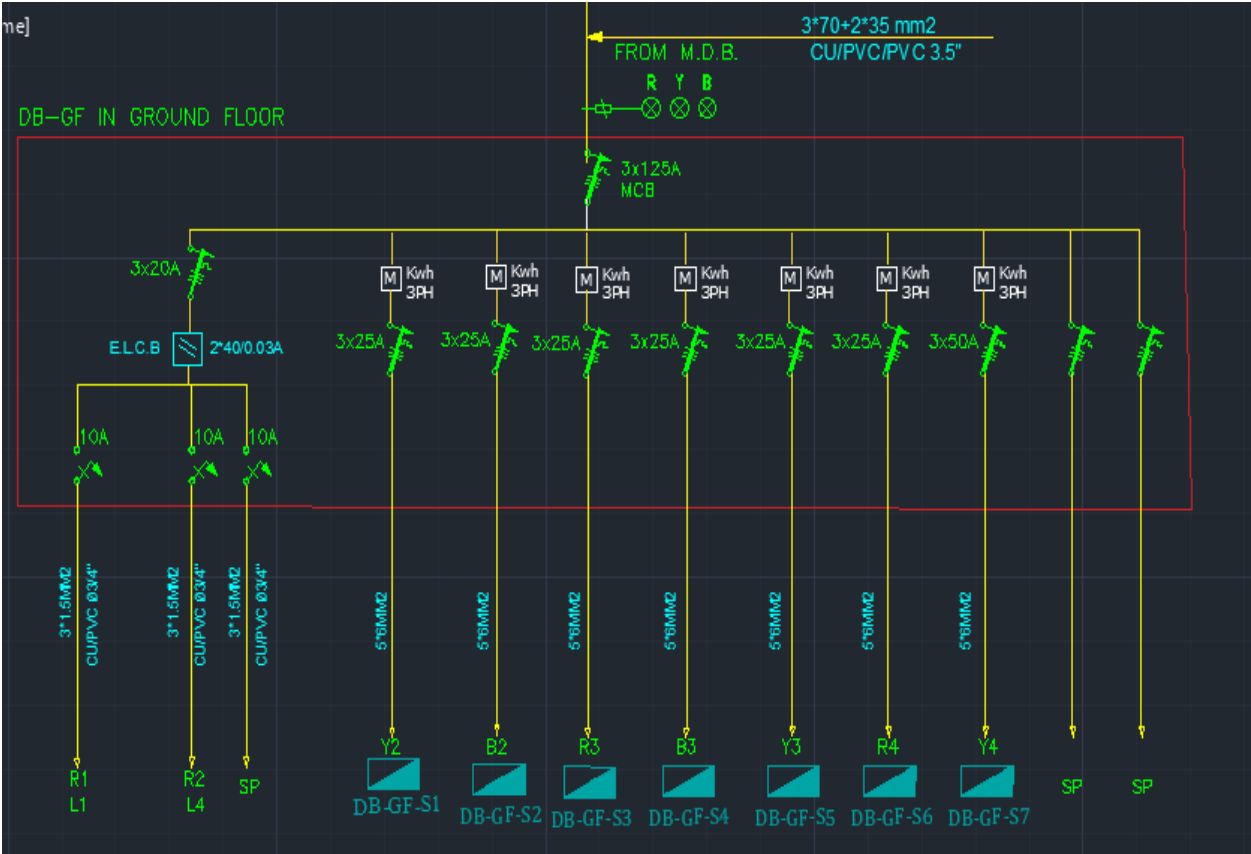 me]
3*70+2*35 mm2
FROM M.D.B.
CU/PVC/PVC 3.5"
R Y B
DB-GF IN GROUND FLOOR
3x125A
MCB
3x20A
M Kwh 3PH
M Kwh 3PH
M Kwh 3PH
M Kwh 3PH
M Kwh 3PH
M Kwh 3PH
M Kwh 3PH
E.L.C.B
2*40/0.03A
3x25A
3x25A
3x25A
3x25A
3x25A
3x25A
3x50A
10A
10A
10A
3*1.5MM2
CU/PVC Ø3/4"
3*1.5MM2
CU/PVC Ø3/4"
3*1.5MM2
CU/PVC Ø3/4"
5*6MM2
5*6MM2
5*6MM2
5*6MM2
5*6MM2
5*6MM2
5*6MM2
R1
L1
R2
L4
SP
Y2
DB-GF-S1
B2
DB-GF-S2
R3
DB-GF-S3
B3
DB-GF-S4
Y3
DB-GF-S5
R4
DB-GF-S6
Y4
DB-GF-S7
SP
SP